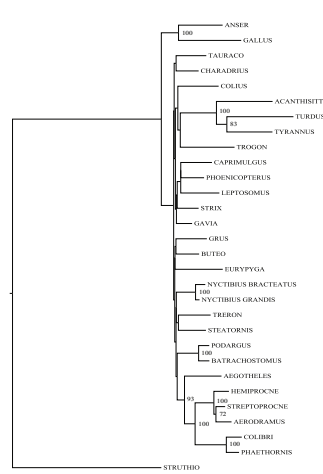 ANSER
100
GALLUS
TAURACO
CHARADRIUS
COLIUS
ACANTHISITT
100
TURDUS
83
TYRANNUS
TROGON
CAPRIMULGUS
PHOENICOPTERUS
LEPTOSOMUS
STRIX
GAVIA
GRUS
BUTEO
EURYPYGA
NYCTIBIUS BRACTEATUS
100
NYCTIBIUS GRANDIS
TRERON
STEATORNIS
PODARGUS
100
BATRACHOSTOMUS
AEGOTHELES
93
HEMIPROCNE
100
STREPTOPROCNE
72
AERODRAMUS
100
COLIBRI
100
PHAETHORNIS
STRUTHIO